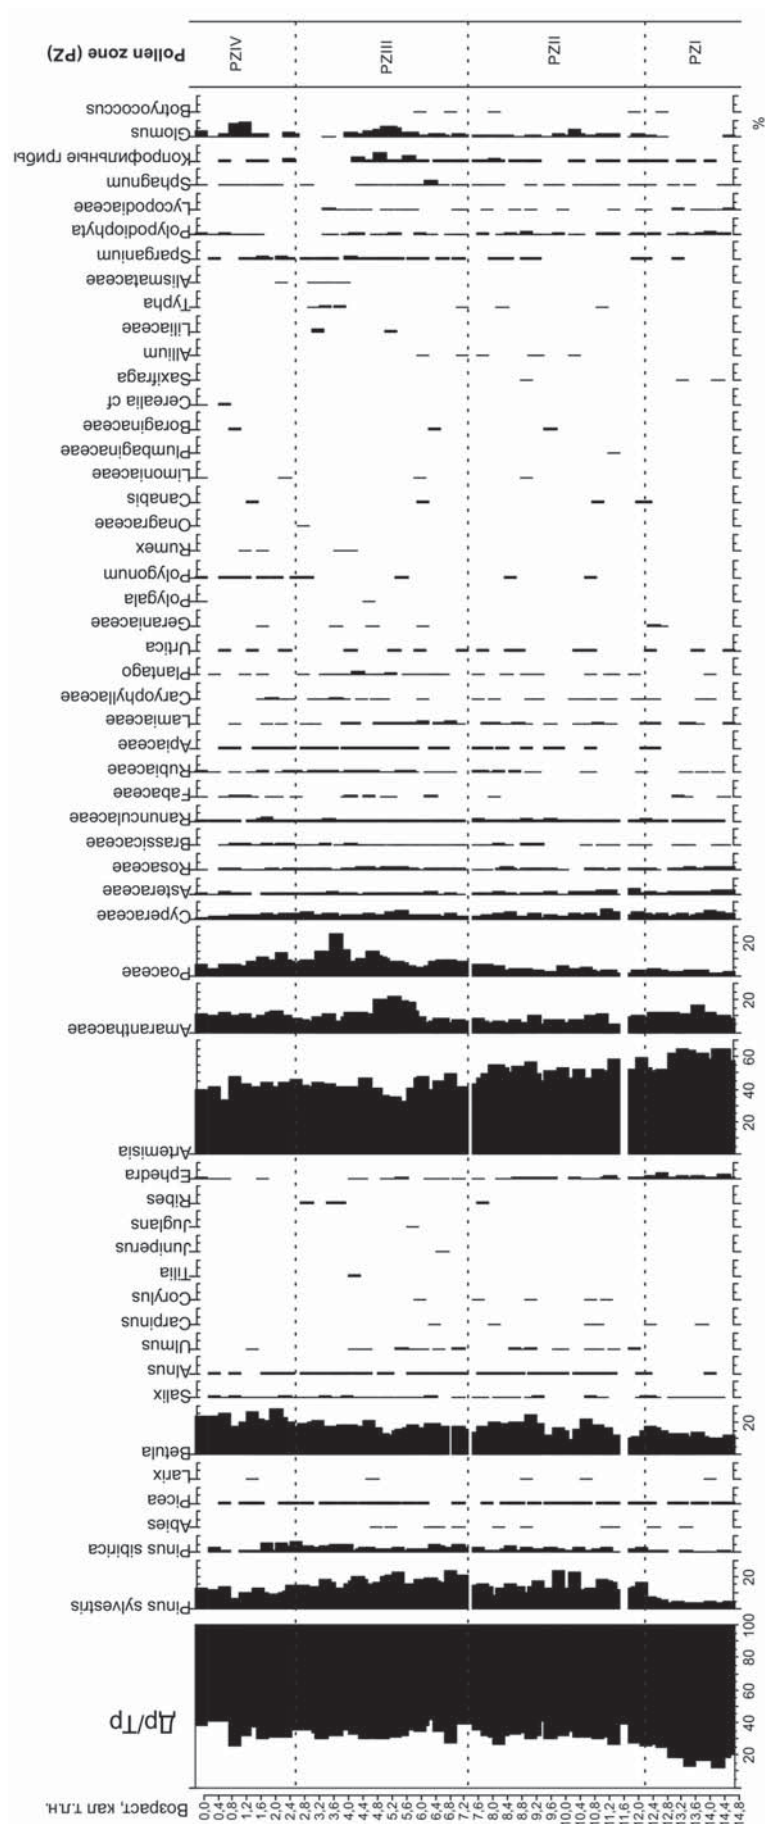 Pollen zone (PZ)
PZIV
PZIII
PZII
PZI
Botryococcus
Glomus
%
Копрофильные грибы
Sphagnum
Lycopodiaceae
Polypodiophyta
Sparganium
Alismataceae
Typha
Liliaceae
Allium
Saxifraga
Cerealia cf
Boraginaceae
Plumbaginaceae
Limoniaceae
Canabis
Onagraceae
Rumex
Polygonum
Polygala
Geraniaceae
Urtica
Plantago
Caryophyllaceae
Lamiaceae
Apiaceae
Rubiaceae
Fabaceae
Ranunculaceae
Brassicaceae
Rosaceae
Asteraceae
Cyperaceae
Poaceae
20
Amaranthaceae
20
Artemisia
60
40
20
Ephedra
Ribes
Juglans
Juniperus
Tilia
Corylus
Carpinus
Ulmus
Alnus
Salix
Betula
20
Larix
Picea
Abies
Pinus sibirica
Pinus sylvestris
20
Др/Тр
100
80
60
40
20
Возраст, кал т.л.н.
0,0 0,4 0,8 1,2 1,6 2,0 2,4 2,8 3,2 3,6 4,0 4,4 4,8 5,2 5,6 6,0 6,4 6,8 7,2 7,6 8,0 8,4 8,8 9,2 9,6 10,0 10,4 10,8 11,2 11,6 12,0 12,4 12,8 13,2 13,6 14,0 14,4 14,8